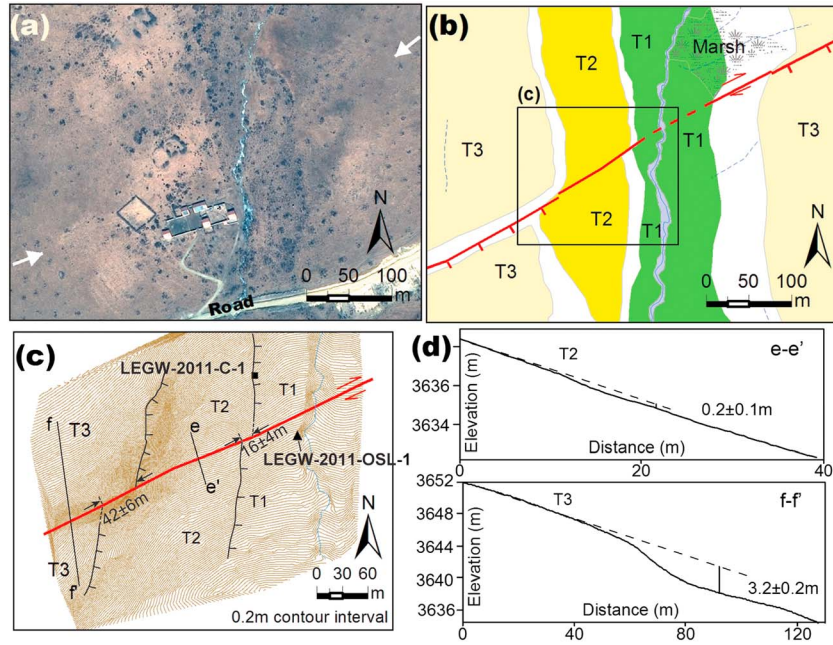 (a)
N
0 50 100
m
Road
(b)
T1
Marsh
T2
(c)
T3
T1
T3
T2
T1
T3
N
0 50 100
m
(c)
LEGW-2011-C-1
T1
T2
f
T3
e
16±4m
LEGW-2011-OSL-1
e'
42±6m
T1
T2
T3
f'
N
0 30 60
m
0.2m contour interval
(d)
T2
e-e’
Elevation (m)
3636
3634
0.2±0.1m
Distance (m)
0
20
40
3652
T3
f-f’
Elevation (m)
3648
3644
3640
3636
3.2±0.2m
Distance (m)
0
40
80
120